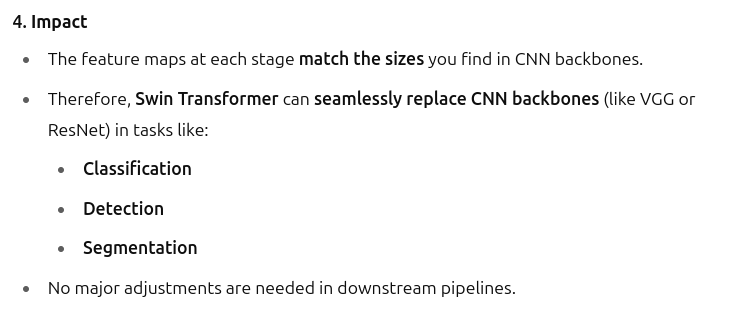 4. Impact
• The feature maps at each stage match the sizes you find in CNN backbones.
• Therefore, Swin Transformer can seamlessly replace CNN backbones (like VGG or
ResNet) in tasks like:
• Classification
• Detection
• Segmentation
• No major adjustments are needed in downstream pipelines.